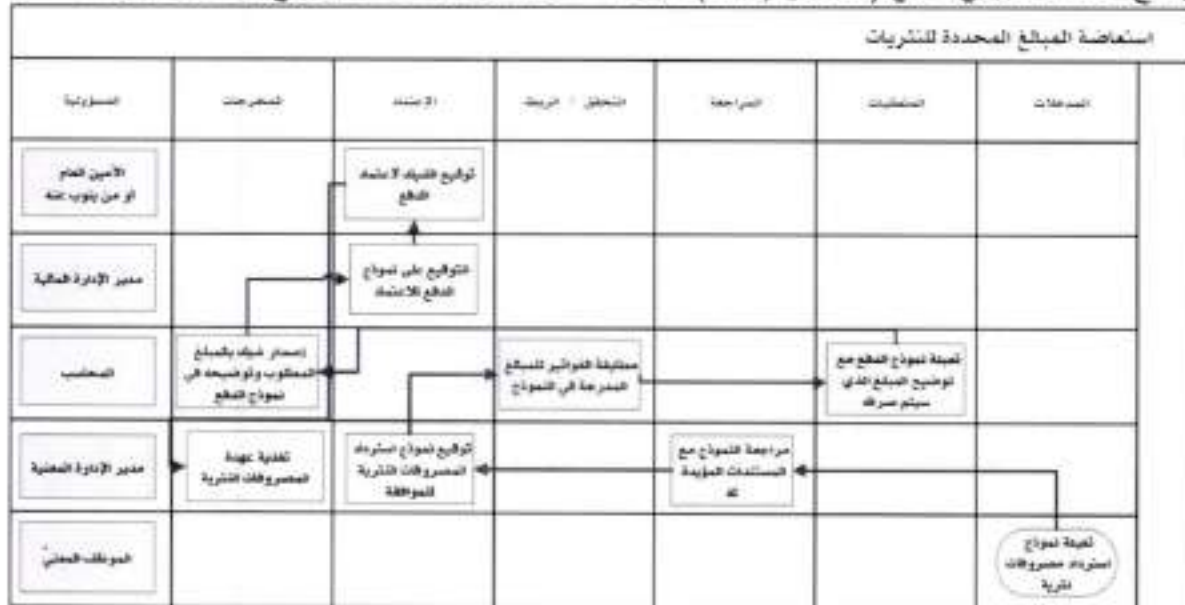 استعاضة المبالغ المحددة للنثريات
المدخلات
المتطلبات
المراجعة
التحقق / الربط
الاعتماد
المخرجات
المسؤولية
الأمين العام
او من ينوب عنه
توقيع الشيك لاعتماد
الدفع
مدير الإدارة المالية
التوقيع على نموذج
الدفع للاعتماد
المحاسب
إصدار شيك بالمبلغ
المطلوب وتوضيحه في
نموذج الدفع
مطابقة الفواتير للمبالغ
المدرجة في النموذج
تعبئة نموذج الدفع مع
توضيح المبلغ الذي
سيتم صرفه
مدير الإدارة المعنية
تغذية عهدة
المصروفات النثرية
توقيع نموذج استرداد
المصروفات النثرية
للموافقة
مراجعة النموذج مع
المستندات المؤيدة
له
الموظف المعني
تعبئة نموذج
استرداد مصروفات
نثرية